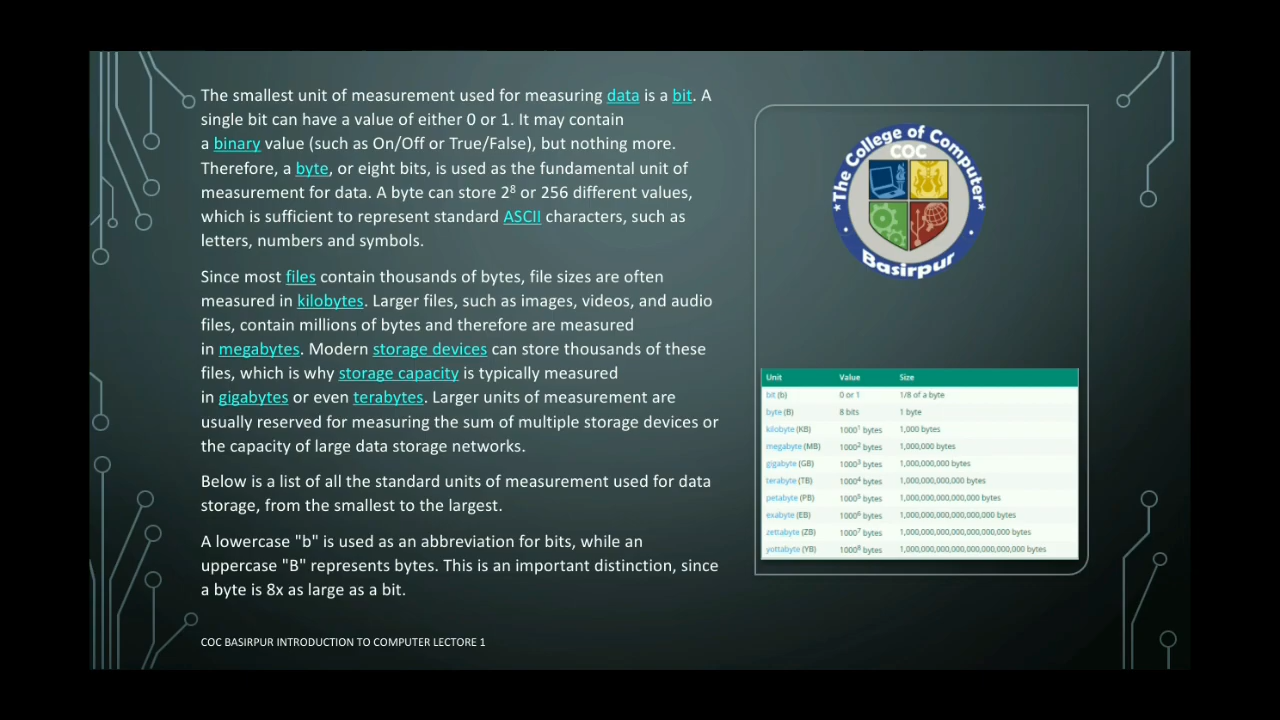 The smallest unit of measurement used for measuring data is a bit. A
single bit can have a value of either 0 or 1. It may contain
a binary value (such as On/Off or True/False), but nothing more.
Therefore, a byte, or eight bits, is used as the fundamental unit of
measurement for data. A byte can store 2⁸ or 256 different values,
which is sufficient to represent standard ASCII characters, such as
letters, numbers and symbols.
Since most files contain thousands of bytes, file sizes are often
measured in kilobytes. Larger files, such as images, videos, and audio
files, contain millions of bytes and therefore are measured
in megabytes. Modern storage devices can store thousands of these
files, which is why storage capacity is typically measured
in gigabytes or even terabytes. Larger units of measurement are
usually reserved for measuring the sum of multiple storage devices or
the capacity of large data storage networks.
Below is a list of all the standard units of measurement used for data
storage, from the smallest to the largest.
A lowercase "b" is used as an abbreviation for bits, while an
uppercase "B" represents bytes. This is an important distinction, since
a byte is 8x as large as a bit.
COC BASIRPUR INTRODUCTION TO COMPUTER LECTORE 1
The College of Computer
COC
Basirpur
Unit Value Size
bit (b) 0 or 1 1/8 of a byte
byte (B) 8 bits 1 byte
kilobyte (KB) 1000¹ bytes 1,000 bytes
megabyte (MB) 1000² bytes 1,000,000 bytes
gigabyte (GB) 1000³ bytes 1,000,000,000 bytes
terabyte (TB) 1000⁴ bytes 1,000,000,000,000 bytes
petabyte (PB) 1000⁵ bytes 1,000,000,000,000,000 bytes
exabyte (EB) 1000⁶ bytes 1,000,000,000,000,000,000 bytes
zettabyte (ZB) 1000⁷ bytes 1,000,000,000,000,000,000,000 bytes
yottabyte (YB) 1000⁸ bytes 1,000,000,000,000,000,000,000,000 bytes